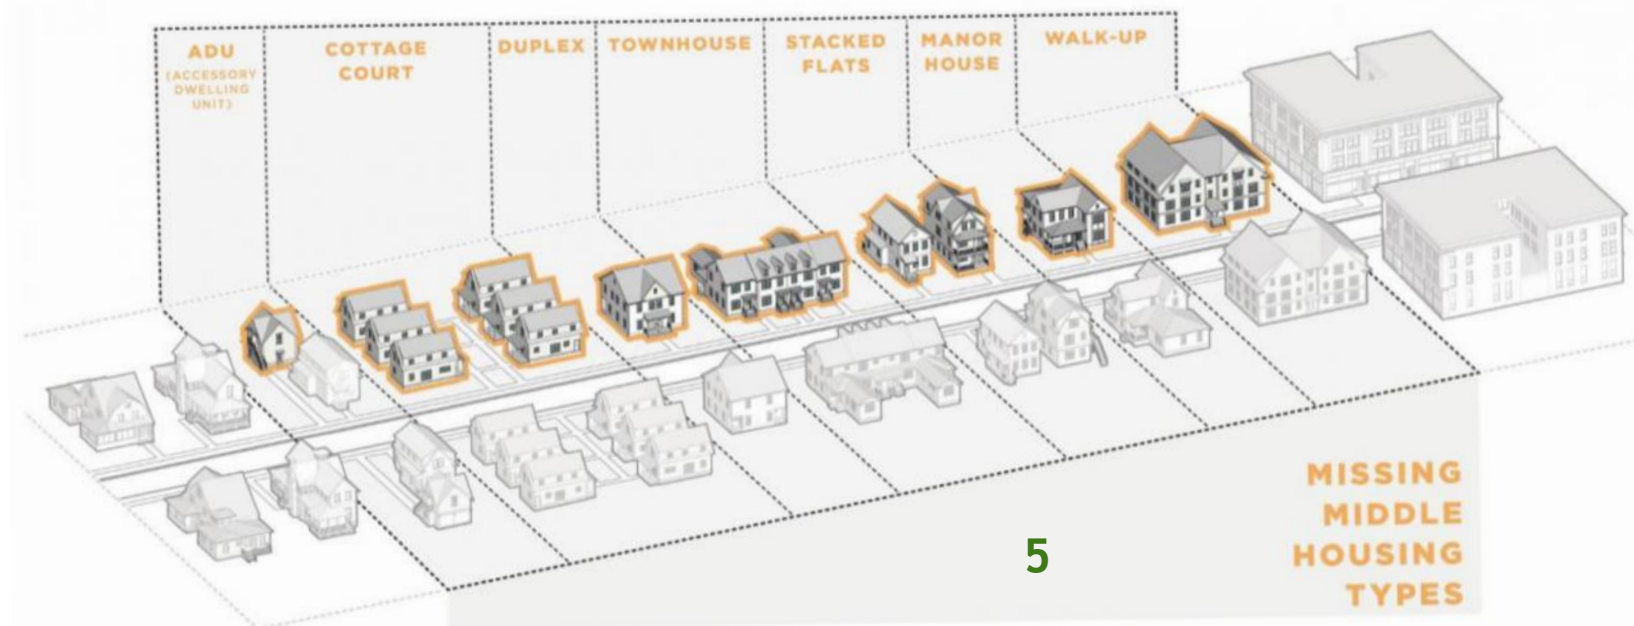 ADU
(ACCESSORY
DWELLING
UNIT)
COTTAGE
COURT
DUPLEX
TOWNHOUSE
STACKED
FLATS
MANOR
HOUSE
WALK-UP
MISSING
MIDDLE
HOUSING
TYPES
5